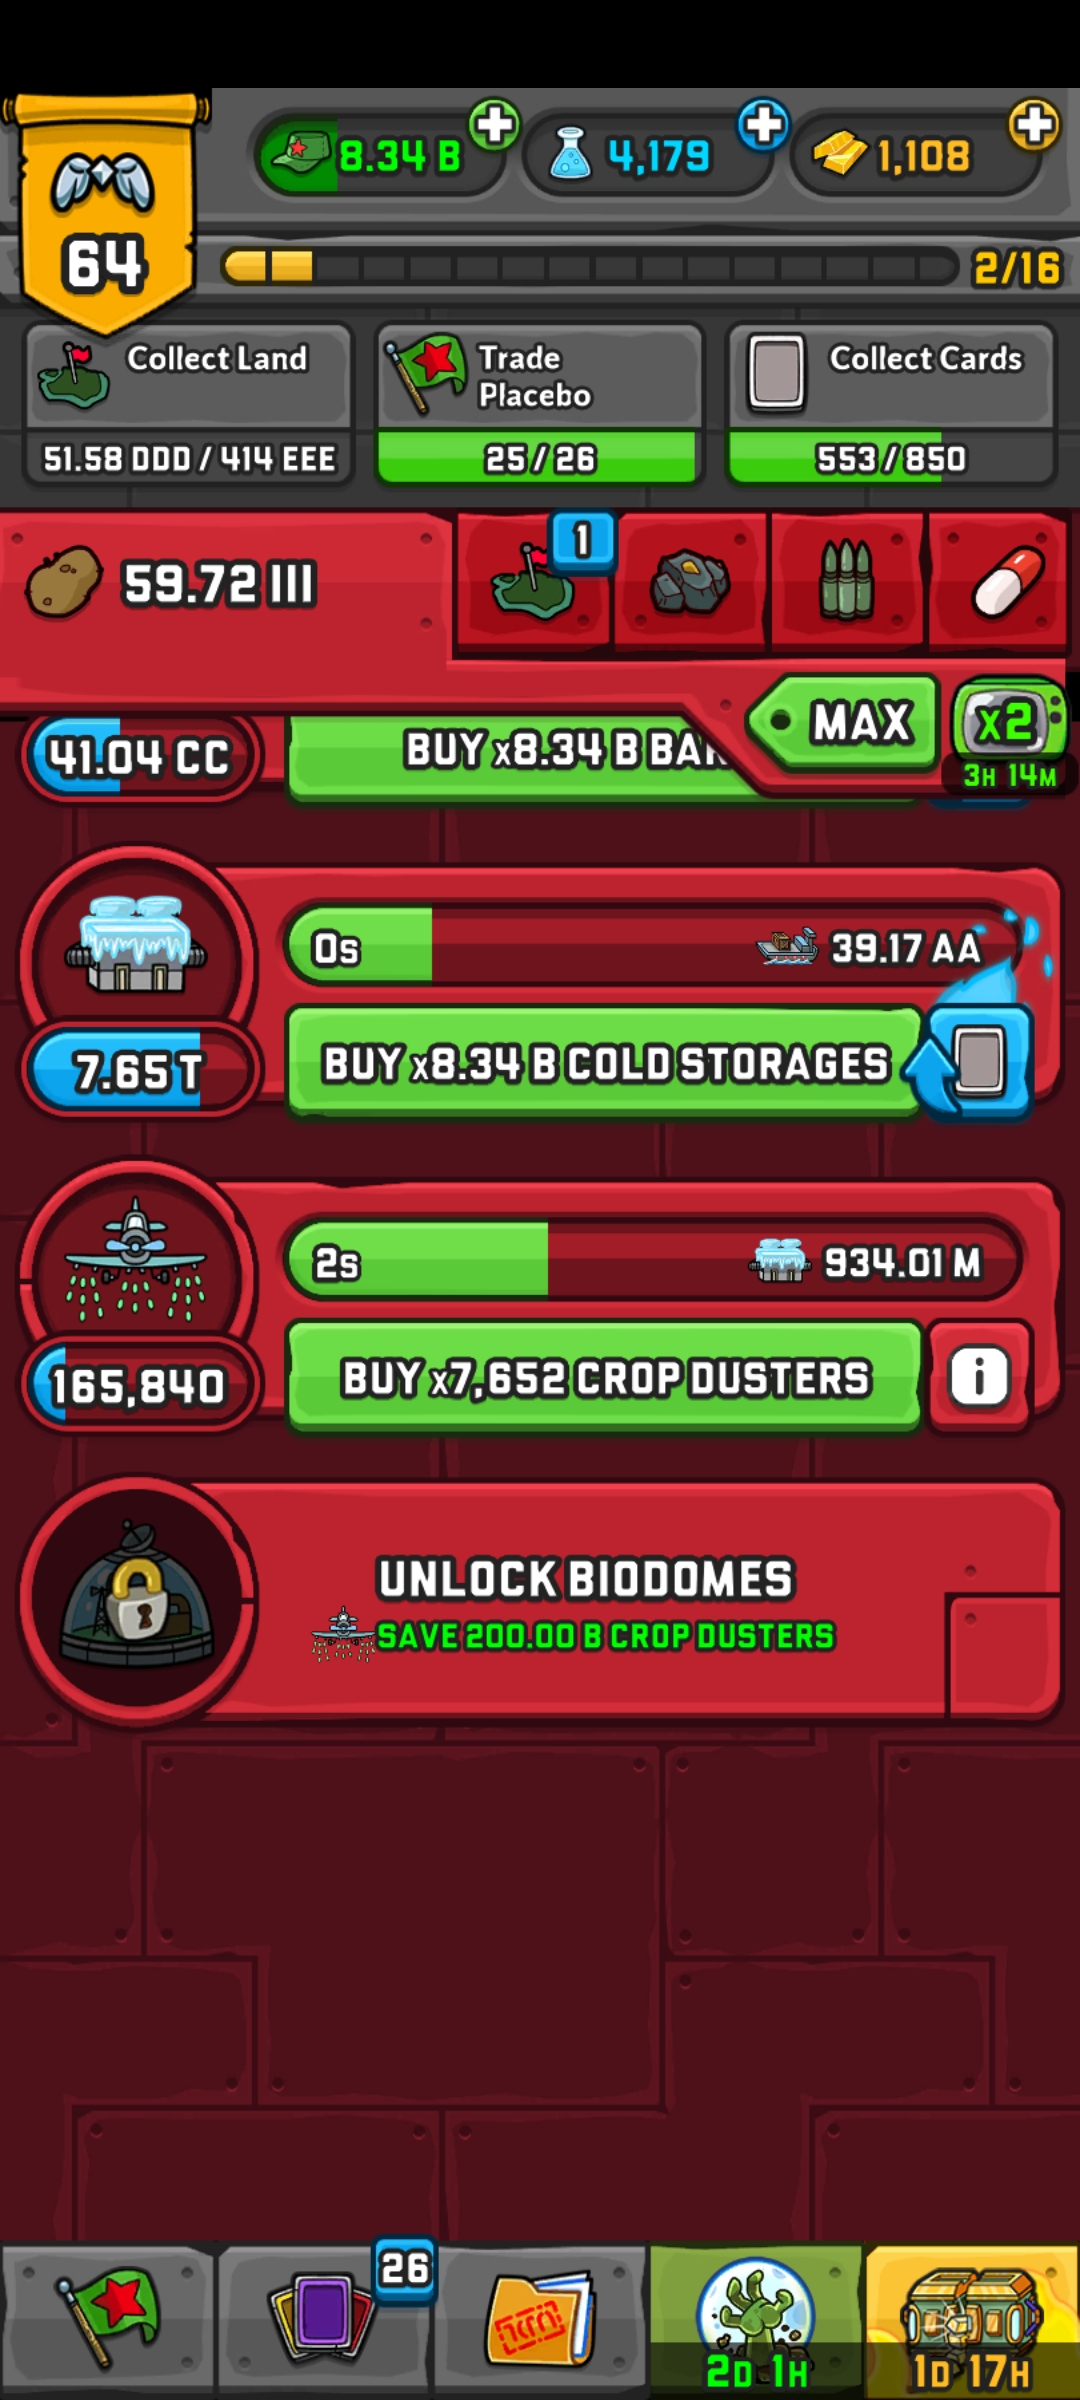 8.34 B
4,179
1,108
64
2/16
Collect Land
51.58 DDD / 414 EEE
Trade
Placebo
25 / 26
Collect Cards
553 / 850
59.72 III
1
MAX
x2
3H 14M
41.04 CC
BUY x8.34 B
0s
39.17 AA
7.65 T
BUY x8.34 B COLD STORAGES
2s
934.01 M
165,840
BUY x7,652 CROP DUSTERS
i
UNLOCK BIODOMES
SAVE 200.00 B CROP DUSTERS
26
2D 1H
1D 17H